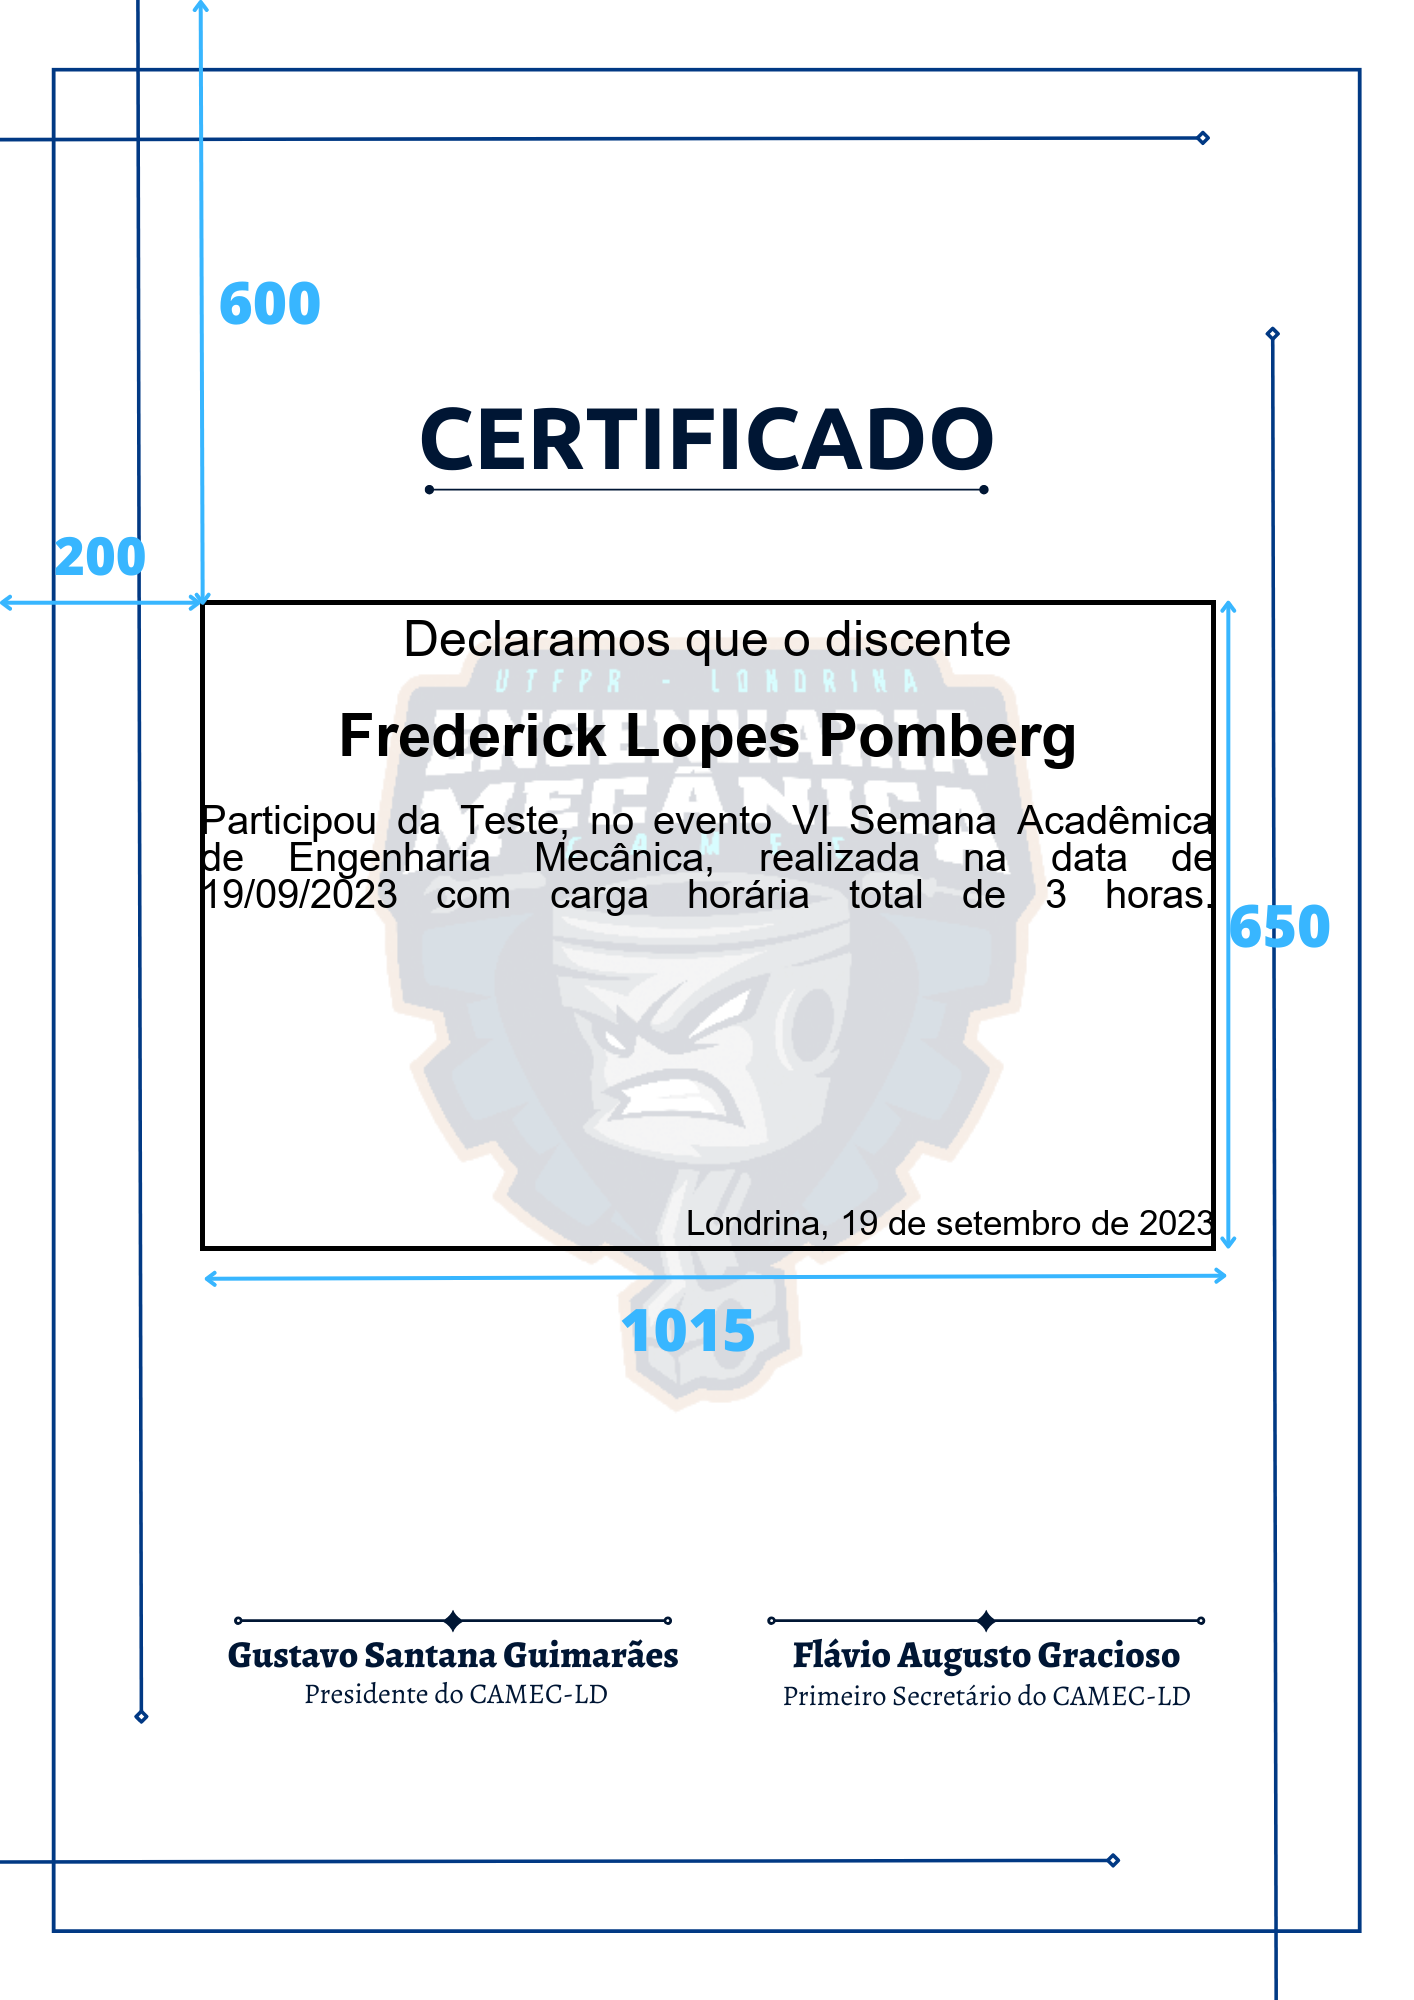 600
CERTIFICADO
200
Declaramos que o discente
UTFPR - LONDRINA
Frederick Lopes Pomberg
ENGENHARIA
MECÂNICA
Participou da Teste, no evento VI Semana Acadêmica
de Engenharia Mecânica, realizada na data de
19/09/2023 com carga horária total de 3 horas.
650
Londrina, 19 de setembro de 2023
1015
Gustavo Santana Guimarães
Presidente do CAMEC-LD
Flávio Augusto Gracioso
Primeiro Secretário do CAMEC-LD